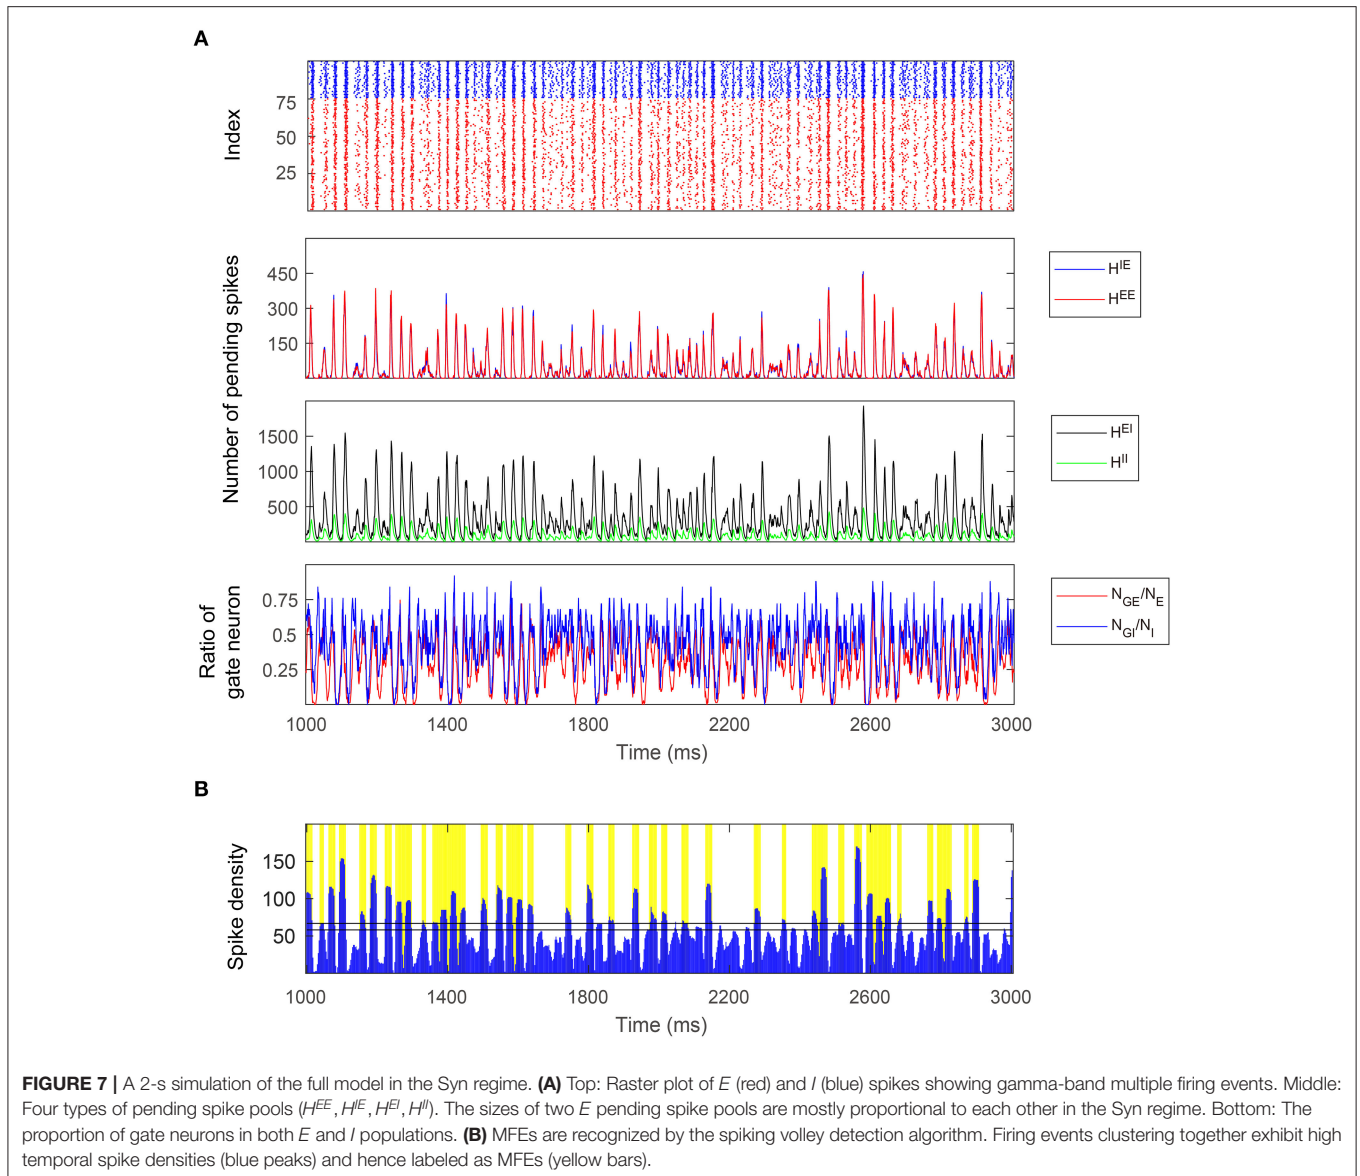 A
75
50
25
Index
450
300
150
H^IE
H^EE
Number of pending spikes
1500
1000
500
H^EI
H^II
0.75
0.5
0.25
Ratio of
gate neuron
N_GE/N_E
N_GI/N_I
1000 1400 1800 2200 2600 3000
Time (ms)
B
150
100
50
Spike density
1000 1400 1800 2200 2600 3000
Time (ms)
FIGURE 7 | A 2-s simulation of the full model in the Syn regime. (A) Top: Raster plot of E (red) and I (blue) spikes showing gamma-band multiple firing events. Middle:
Four types of pending spike pools (H^EE, H^IE, H^EI, H^II). The sizes of two E pending spike pools are mostly proportional to each other in the Syn regime. Bottom: The
proportion of gate neurons in both E and I populations. (B) MFEs are recognized by the spiking volley detection algorithm. Firing events clustering together exhibit high
temporal spike densities (blue peaks) and hence labeled as MFEs (yellow bars).